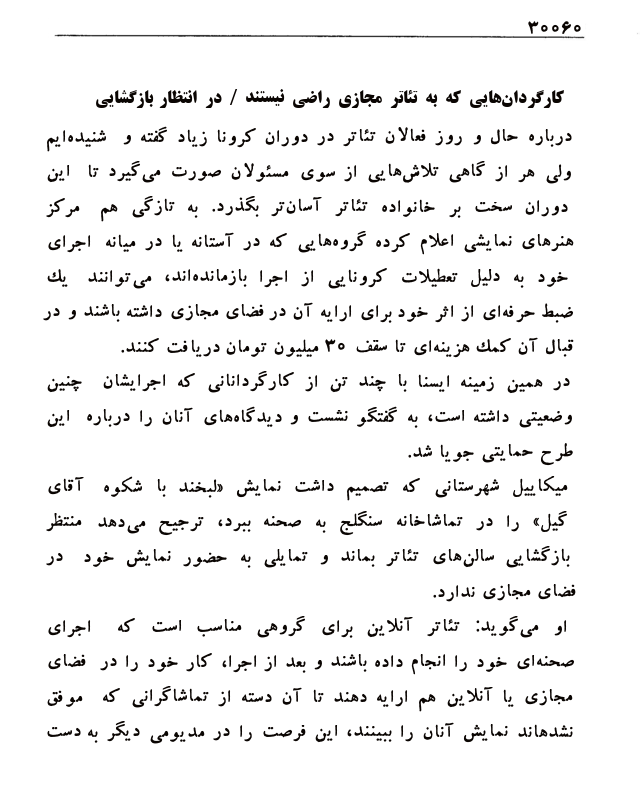 ۳۰۰۶۰
کارگردان‌هایی که به تئاتر مجازی راضی نیستند / در انتظار بازگشایی
درباره حال و روز فعالان تئاتر در دوران کرونا زیاد گفته و شنیده‌ایم
ولی هر از گاهی تلاش‌هایی از سوی مسئولان صورت می‌گیرد تا این
دوران سخت بر خانواده تئاتر آسان‌تر بگذرد. به تازگی هم مرکز
هنرهای نمایشی اعلام کرده گروه‌هایی که در آستانه یا در میانه اجرای
خود به دلیل تعطیلات کرونایی از اجرا بازمانده‌اند، می‌توانند یك
ضبط حرفه‌ای از اثر خود برای ارایه آن در فضای مجازی داشته باشند و در
قبال آن کمك هزینه‌ای تا سقف ۳۰ میلیون تومان دریافت کنند.
در همین زمینه ایسنا با چند تن از کارگردانانی که اجرایشان چنین
وضعیتی داشته است، به گفتگو نشست و دیدگاه‌های آنان را درباره این
طرح حمایتی جویا شد.
میکاییل شهرستانی که تصمیم داشت نمایش «لبخند با شکوه آقای
گیل» را در تماشاخانه سنگلج به صحنه ببرد، ترجیح می‌دهد منتظر
بازگشایی سالن‌های تئاتر بماند و تمایلی به حضور نمایش خود در
فضای مجازی ندارد.
او می‌گوید: تئاتر آنلاین برای گروهی مناسب است که اجرای
صحنه‌ای خود را انجام داده باشند و بعد از اجرا، کار خود را در فضای
مجازی یا آنلاین هم ارایه دهند تا آن دسته از تماشاگرانی که موفق
نشدهاند نمایش آنان را ببینند، این فرصت را در مدیومی دیگر به دست